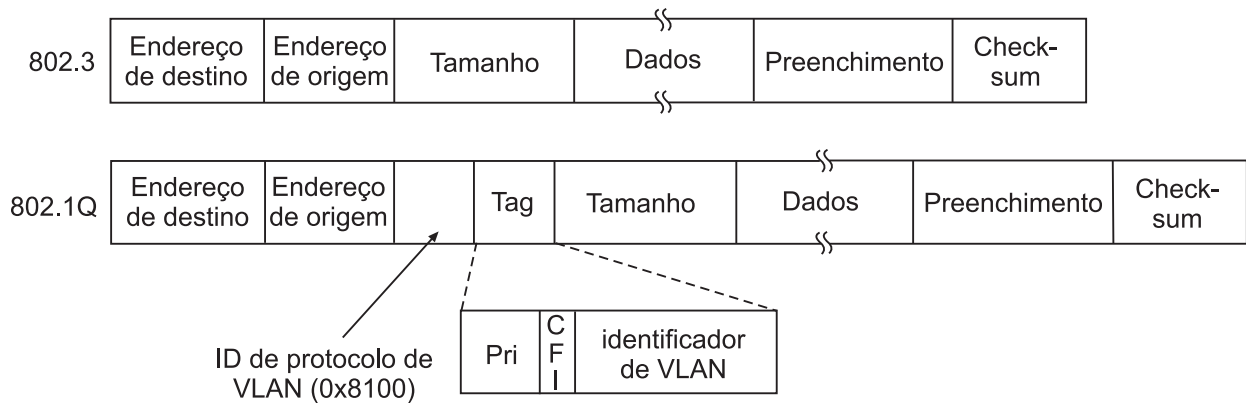 802.3
Endereço
de destino
Endereço
de origem
Tamanho
Dados
Preenchimento
Check-
sum
802.1Q
Endereço
de destino
Endereço
de origem
Tag
Tamanho
Dados
Preenchimento
Check-
sum
ID de protocolo de
VLAN (0x8100)
Pri
C
F
I
identificador
de VLAN